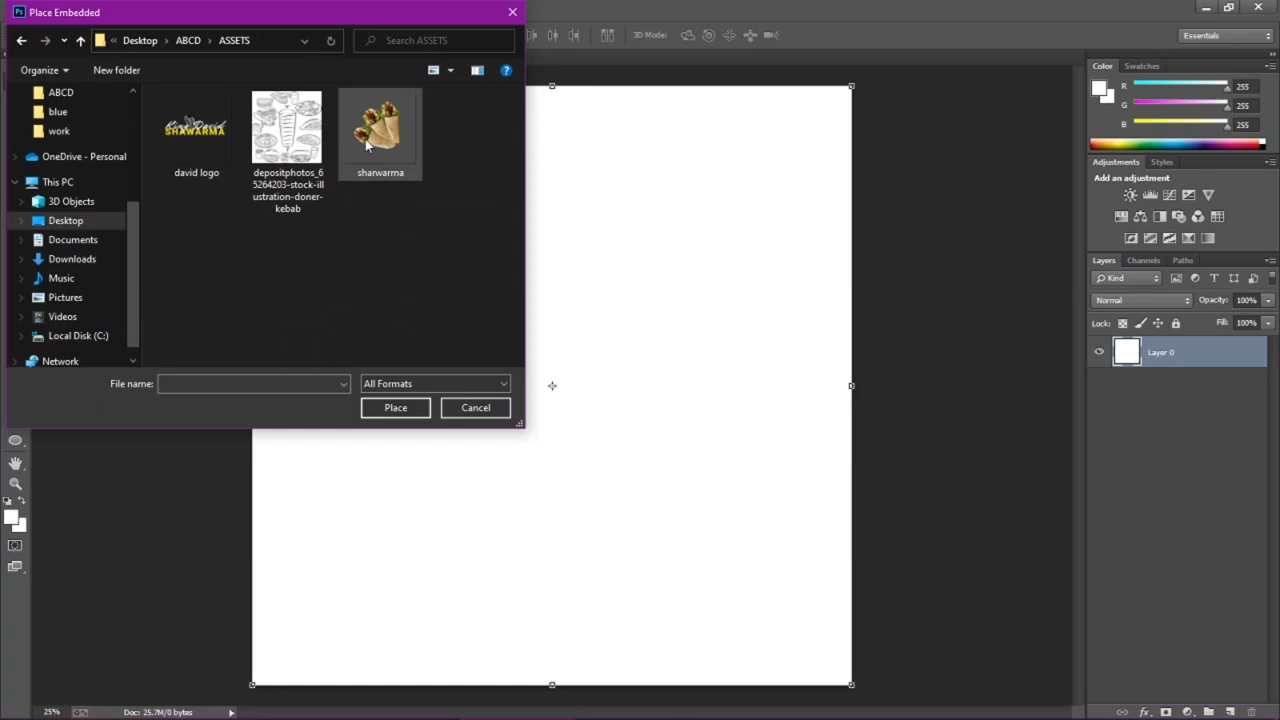 Place Embedded
Desktop
ABCD
ASSETS
Search ASSETS
3D Mode:
Essentials
Organize
New folder
ABCD
blue
work
OneDrive - Personal
This PC
3D Objects
Desktop
Documents
Downloads
Music
Pictures
Videos
Local Disk (C:)
Network
SHAWARMA
david logo
depositphotos_6
5264203-stock-ill
ustration-doner-
kebab
sharwarma
File name:
All Formats
Place
Cancel
Color
Swatches
R
255
G
255
B
255
Adjustments
Styles
Add an adjustment
Layers
Channels
Paths
Kind
Normal
Opacity:
100%
Lock:
Fill:
100%
Layer 0
25%
Doc: 25.7M/0 bytes